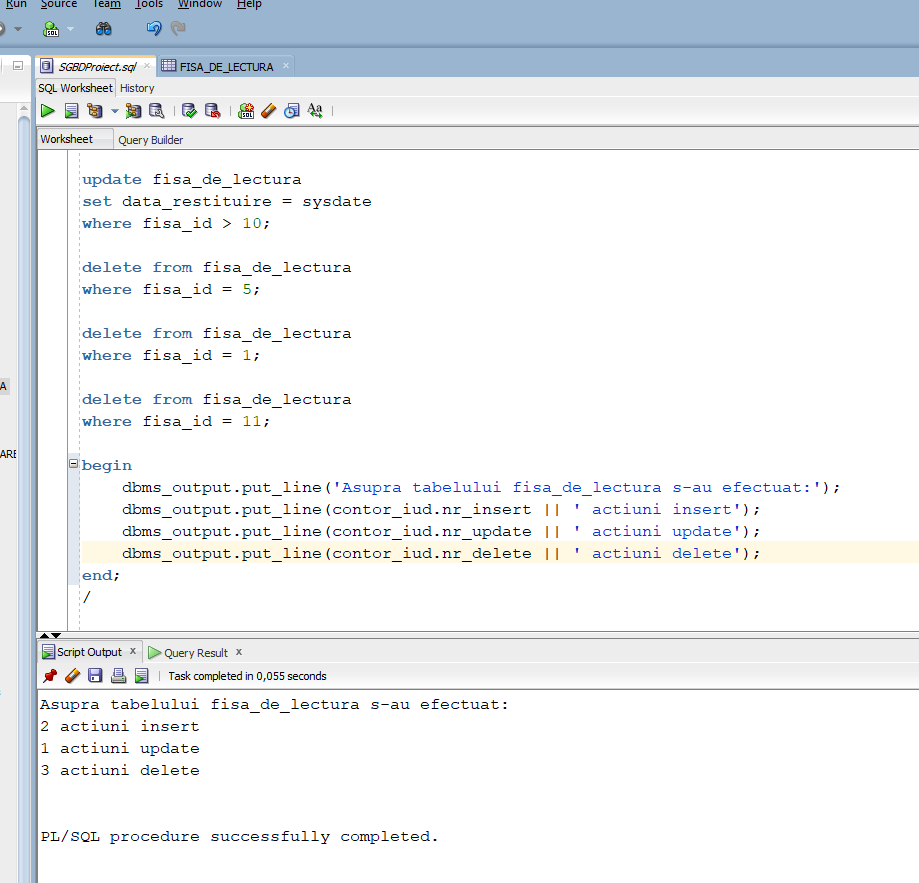 Run Source Team Tools Window Help
SGBDProiect.sql × FISA_DE_LECTURA ×
SQL Worksheet History
Aa
Worksheet Query Builder
update fisa_de_lectura
set data_restituire = sysdate
where fisa_id > 10;
delete from fisa_de_lectura
where fisa_id = 5;
delete from fisa_de_lectura
where fisa_id = 1;
delete from fisa_de_lectura
where fisa_id = 11;
begin
dbms_output.put_line('Asupra tabelului fisa_de_lectura s-au efectuat:');
dbms_output.put_line(contor_iud.nr_insert || ' actiuni insert');
dbms_output.put_line(contor_iud.nr_update || ' actiuni update');
dbms_output.put_line(contor_iud.nr_delete || ' actiuni delete');
end;
/
A
ARE
Script Output x Query Result x
Task completed in 0,055 seconds
Asupra tabelului fisa_de_lectura s-au efectuat:
2 actiuni insert
1 actiuni update
3 actiuni delete
PL/SQL procedure successfully completed.